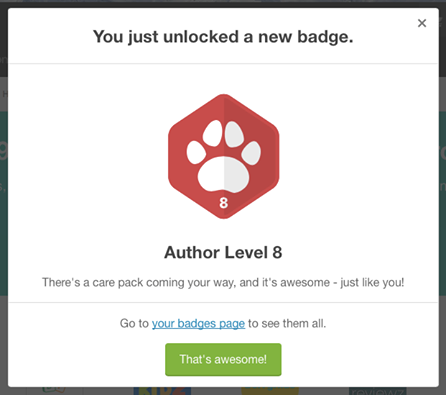 You just unlocked a new badge.
×
8
Author Level 8
There's a care pack coming your way, and it's awesome - just like you!
Go to your badges page to see them all.
That's awesome!